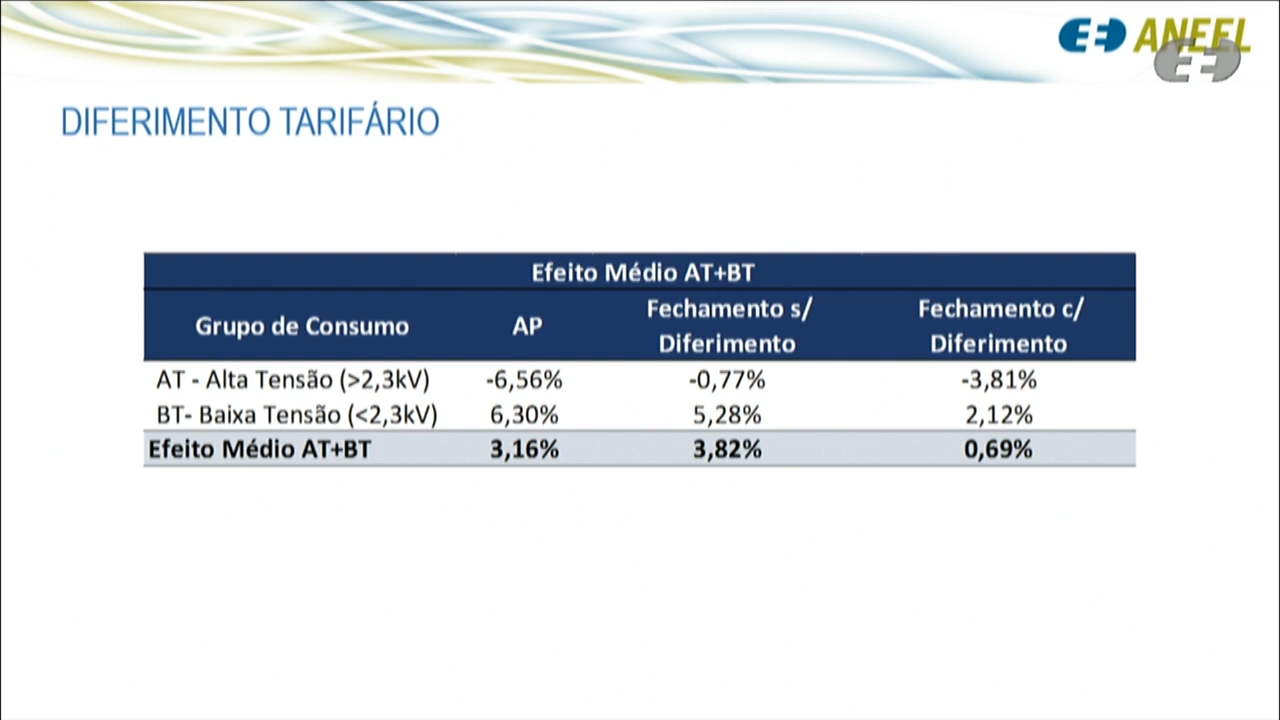 ANEEL
DIFERIMENTO TARIFÁRIO
Efeito Médio AT+BT
Grupo de Consumo AP Fechamento s/ Diferimento Fechamento c/ Diferimento
AT - Alta Tensão (>2,3kV) -6,56% -0,77% -3,81%
BT- Baixa Tensão (<2,3kV) 6,30% 5,28% 2,12%
Efeito Médio AT+BT 3,16% 3,82% 0,69%